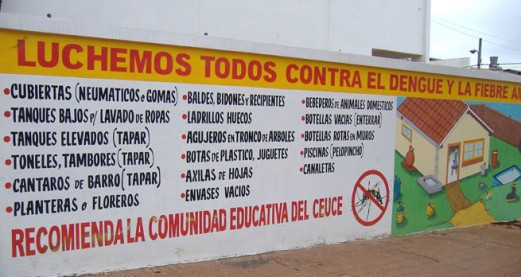 LUCHEMOS TODOS CONTRA EL DENGUE Y LA FIEBRE
•CUBIERTAS (NEUMATICOS o GOMAS)
•TANQUES BAJOS p/ LAVADO DE ROPAS
•TANQUES ELEVADOS (TAPAR)
•TONELES, TAMBORES (TAPAR)
•CANTAROS DE BARRO (TAPAR)
•PLANTERAS o FLOREROS
•BALDES, BIDONES Y RECIPIENTES
•LADRILLOS HUECOS
•AGUJEROS EN TRONCO DE ARBOLES
•BOTAS DE PLASTICO, JUGUETES
•AXILAS DE HOJAS
•ENVASES VACIOS
•BEBEDEROS DE ANIMALES DOMESTICOS
•BOTELLAS VACIAS (ENTERRAR)
•BOTELLAS ROTAS EN MUROS
•PISCINAS (PELOPINCHO)
•CANALETAS
RECOMIENDA LA COMUNIDAD EDUCATIVA DEL CEUCE